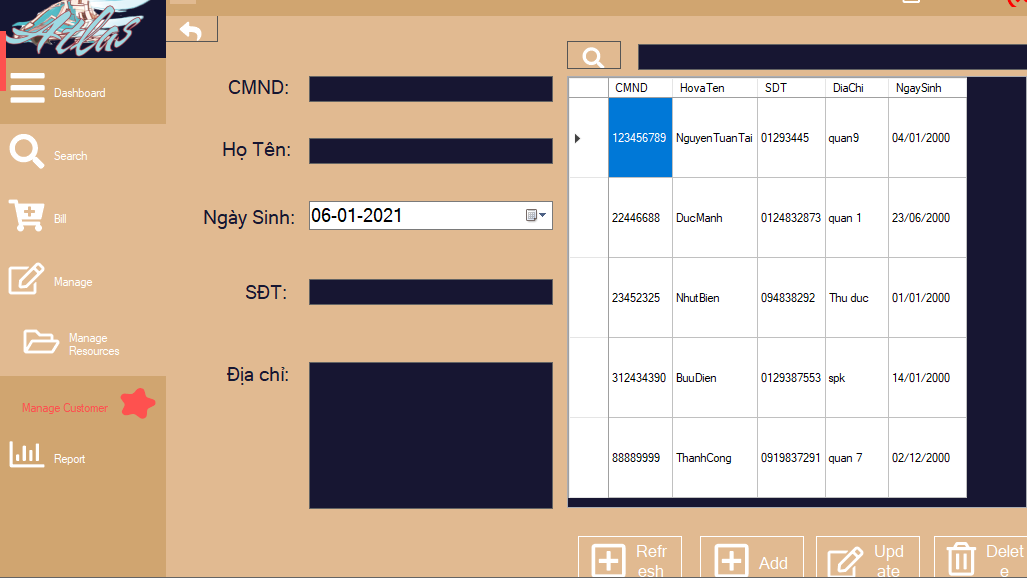 Atlas
Dashboard
Search
Bill
Manage
Manage
Resources
Manage Customer
Report
CMND:
Họ Tên:
Ngày Sinh: 06-01-2021
SĐT:
Địa chỉ:
CMND HovaTen SDT DiaChi NgaySinh
123456789 NguyenTuanTai 01293445 quan9 04/01/2000
22446688 DucManh 0124832873 quan 1 23/06/2000
23452325 NhutBien 094838292 Thu duc 01/01/2000
312434390 BuuDien 0129387553 spk 14/01/2000
88889999 ThanhCong 0919837291 quan 7 02/12/2000
Refr
esh
Add
Upd
ate
Delet
e